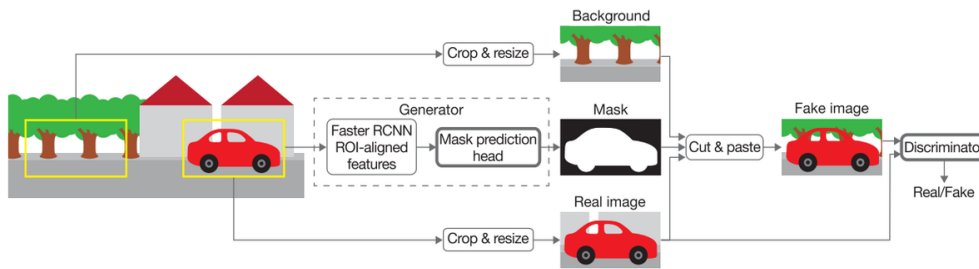 Background
Crop & resize
Generator
Faster RCNN
ROI-aligned
features
Mask prediction
head
Mask
Cut & paste
Fake image
Discriminato
Real/Fake
Real image
Crop & resize